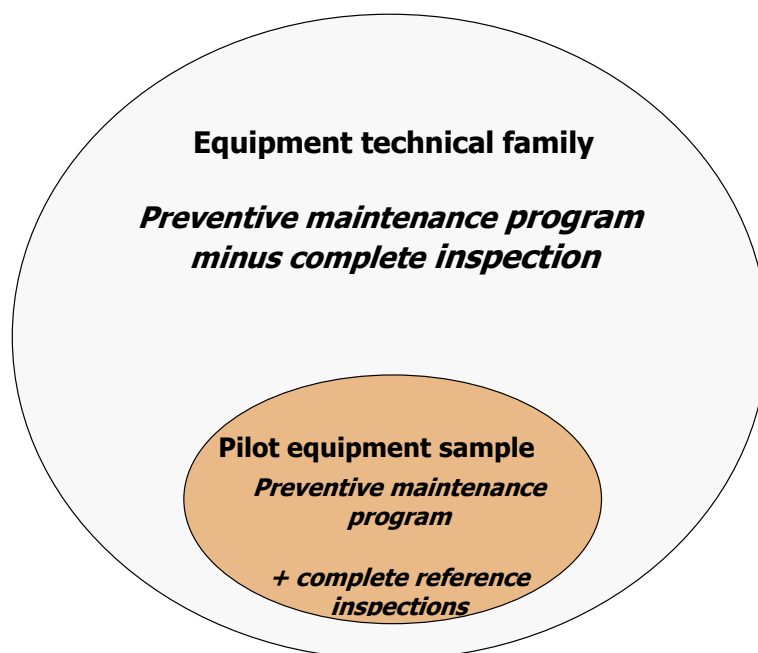 Equipment technical family
Preventive maintenance program
minus complete inspection
Pilot equipment sample
Preventive maintenance
program
+ complete reference
inspections